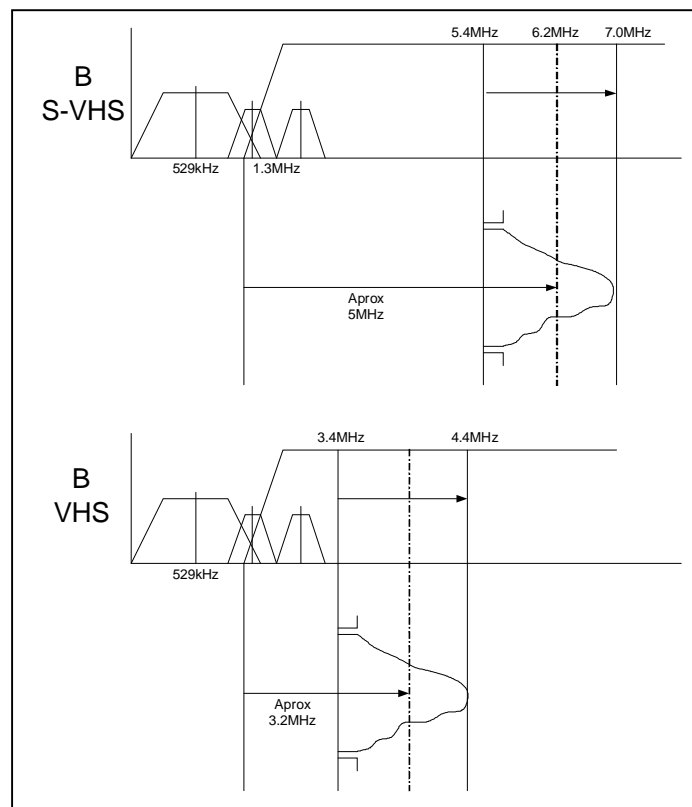 5.4MHz 6.2MHz 7.0MHz
B
S-VHS
529kHz 1.3MHz
Aprox
5MHz
3.4MHz 4.4MHz
B
VHS
529kHz
Aprox
3.2MHz